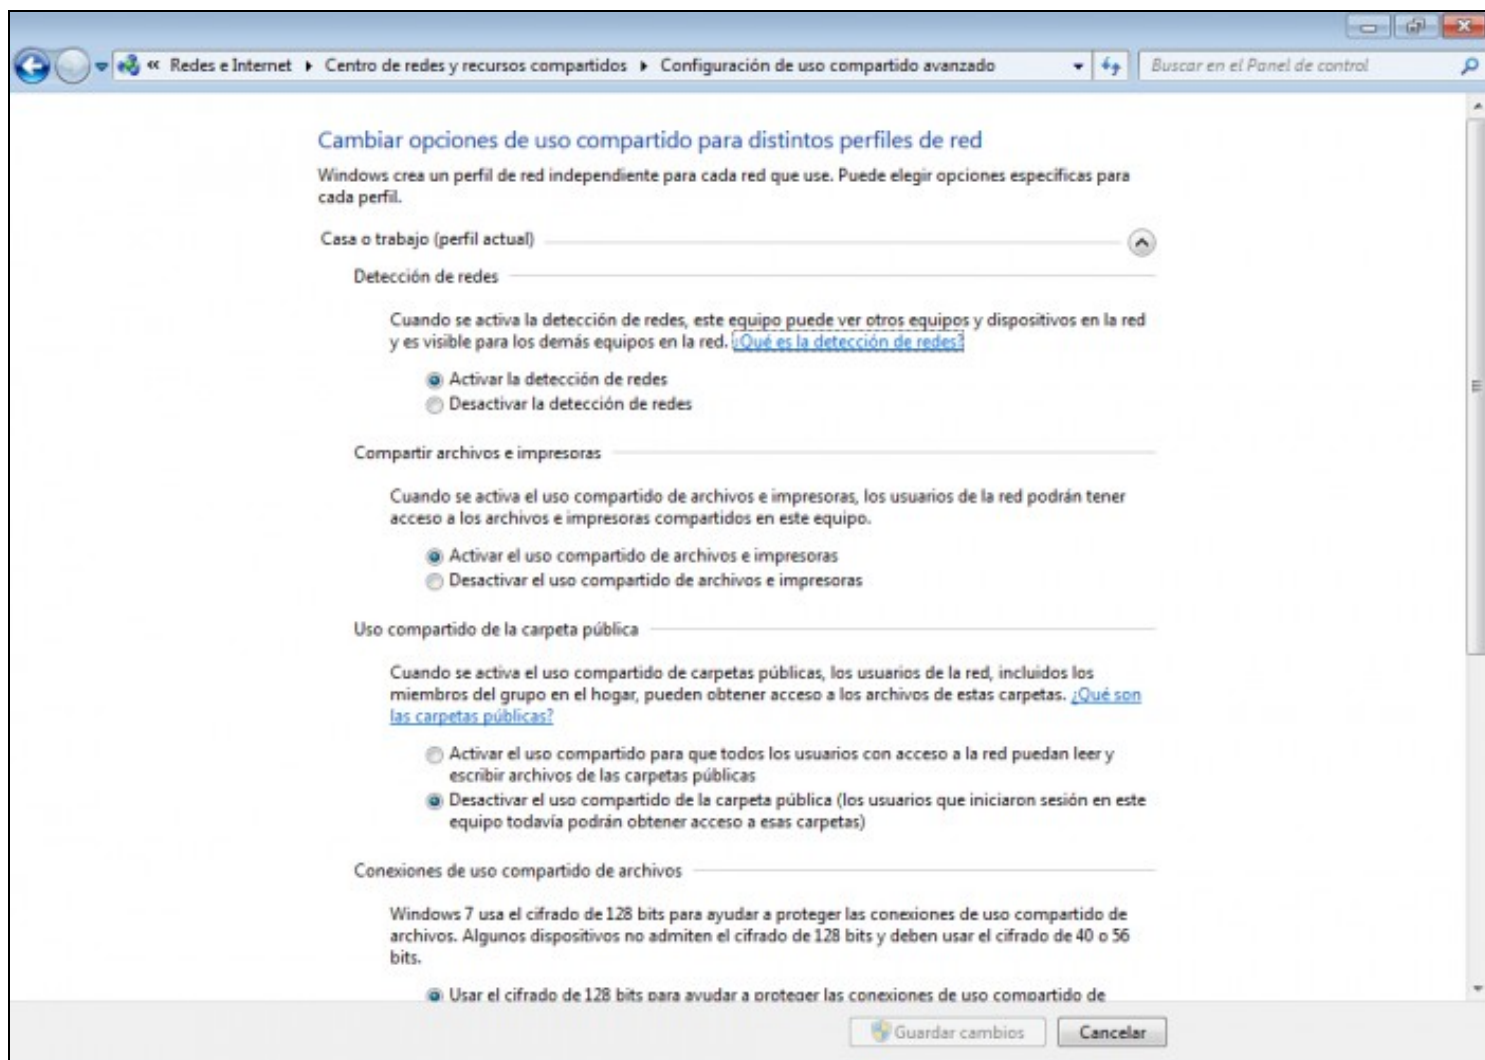 « Redes e Internet ▸ Centro de redes y recursos compartidos ▸ Configuración de uso compartido avanzado
Buscar en el Panel de control
Cambiar opciones de uso compartido para distintos perfiles de red
Windows crea un perfil de red independiente para cada red que use. Puede elegir opciones específicas para
cada perfil.
Casa o trabajo (perfil actual)
Detección de redes
Cuando se activa la detección de redes, este equipo puede ver otros equipos y dispositivos en la red
y es visible para los demás equipos en la red. ¿Qué es la detección de redes?
Activar la detección de redes
Desactivar la detección de redes
Compartir archivos e impresoras
Cuando se activa el uso compartido de archivos e impresoras, los usuarios de la red podrán tener
acceso a los archivos e impresoras compartidos en este equipo.
Activar el uso compartido de archivos e impresoras
Desactivar el uso compartido de archivos e impresoras
Uso compartido de la carpeta pública
Cuando se activa el uso compartido de carpetas públicas, los usuarios de la red, incluidos los
miembros del grupo en el hogar, pueden obtener acceso a los archivos de estas carpetas. ¿Qué son
las carpetas públicas?
Activar el uso compartido para que todos los usuarios con acceso a la red puedan leer y
escribir archivos de las carpetas públicas
Desactivar el uso compartido de la carpeta pública (los usuarios que iniciaron sesión en este
equipo todavía podrán obtener acceso a esas carpetas)
Conexiones de uso compartido de archivos
Windows 7 usa el cifrado de 128 bits para ayudar a proteger las conexiones de uso compartido de
archivos. Algunos dispositivos no admiten el cifrado de 128 bits y deben usar el cifrado de 40 o 56
bits.
Usar el cifrado de 128 bits para ayudar a proteger las conexiones de uso compartido de
Guardar cambios
Cancelar